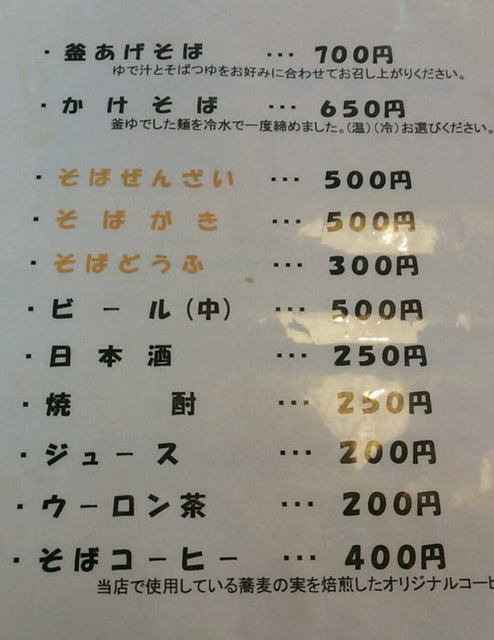 ・釜あげそば ･･･ 700円
ゆで汁とそばつゆをお好みに合わせてお召し上がりください。
・かけそば ･･･ 650円
釜ゆでした麺を冷水で一度締めました。（温）（冷）お選びください。
・そばぜんざい ･･･ 500円
・そばがき ･･･ 500円
・そばどうふ ･･･ 300円
・ビール（中） ･･･ 500円
・日本酒 ･･･ 250円
・焼酎 ･･･ 250円
・ジュース ･･･ 200円
・ウーロン茶 ･･･ 200円
・そばコーヒー ･･･ 400円
当店で使用している蕎麦の実を焙煎したオリジナルコーヒ